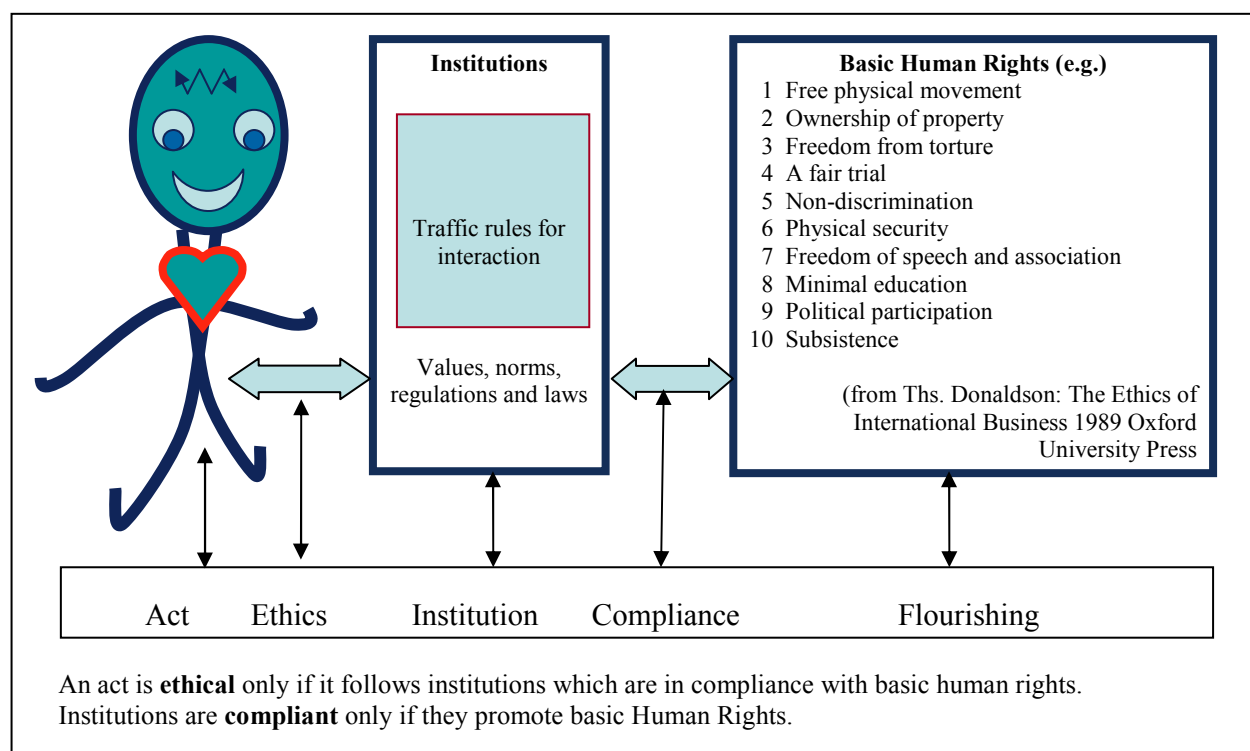 Institutions
Traffic rules for
interaction
Values, norms,
regulations and laws
Basic Human Rights (e.g.)
1 Free physical movement
2 Ownership of property
3 Freedom from torture
4 A fair trial
5 Non-discrimination
6 Physical security
7 Freedom of speech and association
8 Minimal education
9 Political participation
10 Subsistence
(from Ths. Donaldson: The Ethics of
International Business 1989 Oxford
University Press
Act Ethics Institution Compliance Flourishing
An act is ethical only if it follows institutions which are in compliance with basic human rights.
Institutions are compliant only if they promote basic Human Rights.